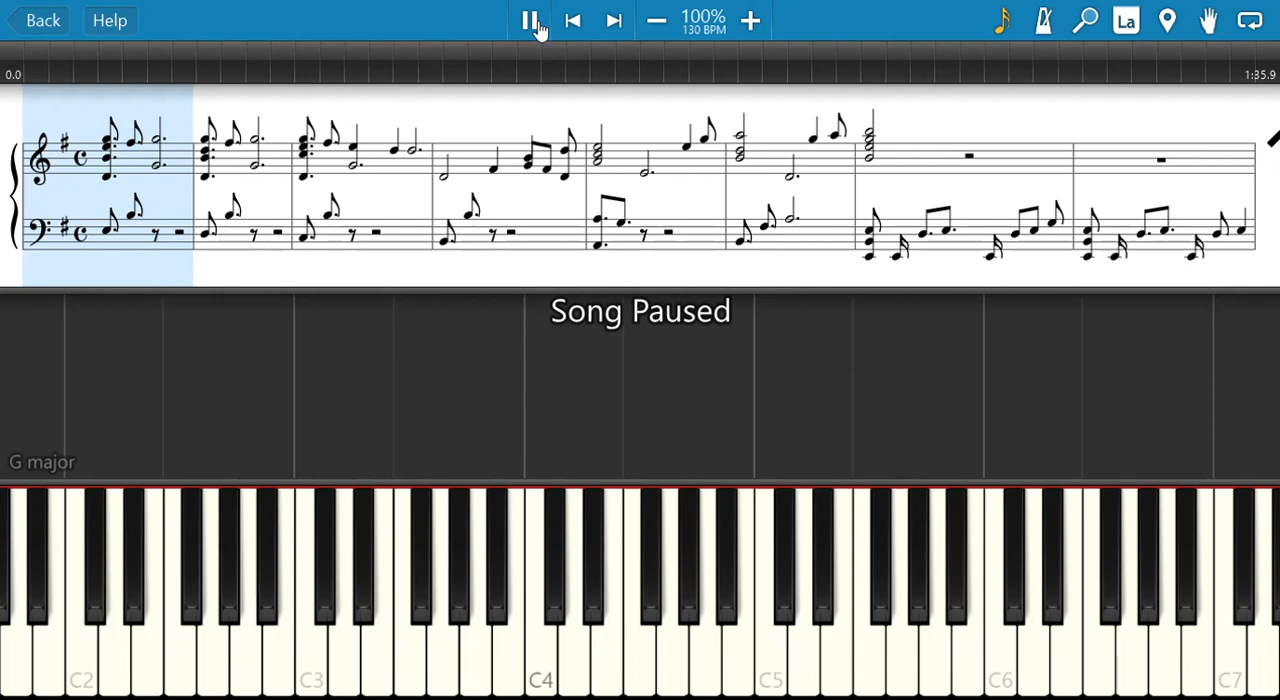 Back Help 100% La
130 BPM
0.0 1:35.9
Song Paused
G major
C2 C3 C4 C5 C6 C7